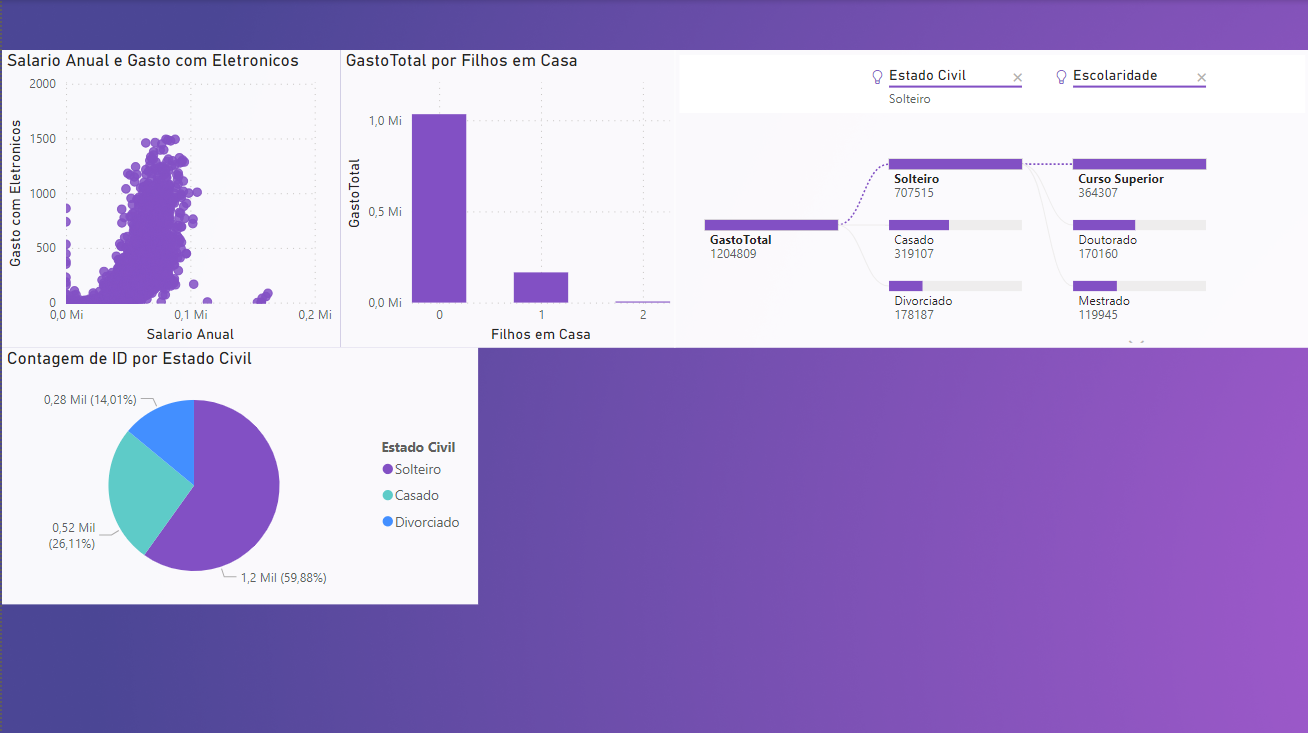 Salario Anual e Gasto com Eletronicos
2000
1500
1000
500
0
Gasto com Eletronicos
0,0 Mi
0,1 Mi
0,2 Mi
Salario Anual
GastoTotal por Filhos em Casa
1,0 Mi
0,5 Mi
0,0 Mi
GastoTotal
0
1
2
Filhos em Casa
Estado Civil
Solteiro
Escolaridade
GastoTotal
1204809
Solteiro
707515
Casado
319107
Divorciado
178187
Curso Superior
364307
Doutorado
170160
Mestrado
119945
Contagem de ID por Estado Civil
0,28 Mil (14,01%)
0,52 Mil
(26,11%)
1,2 Mil (59,88%)
Estado Civil
Solteiro
Casado
Divorciado